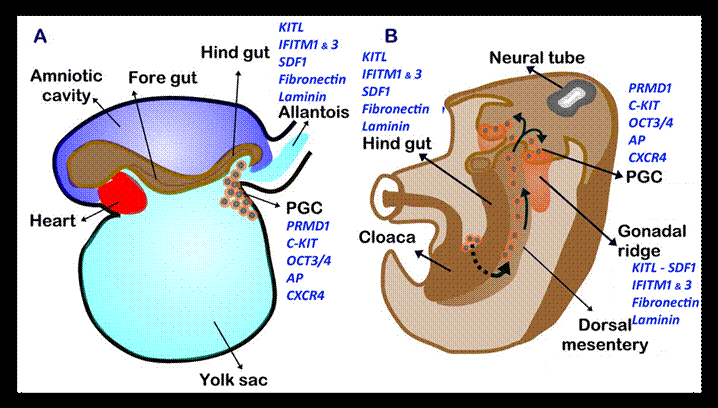 A
KITL
IFITM1 & 3
SDF1
Fibronectin
Laminin
Hind gut
Fore gut
Amniotic
cavity
Allantois
Heart
PGC
PRMD1
C-KIT
OCT3/4
AP
CXCR4
Yolk sac
B
KITL
IFITM1 & 3
SDF1
Fibronectin
Laminin
Hind gut
Neural tube
PRMD1
C-KIT
OCT3/4
AP
CXCR4
PGC
Cloaca
Gonadal
ridge
KITL - SDF1
IFITM1 & 3
Fibronectin
Laminin
Dorsal
mesentery